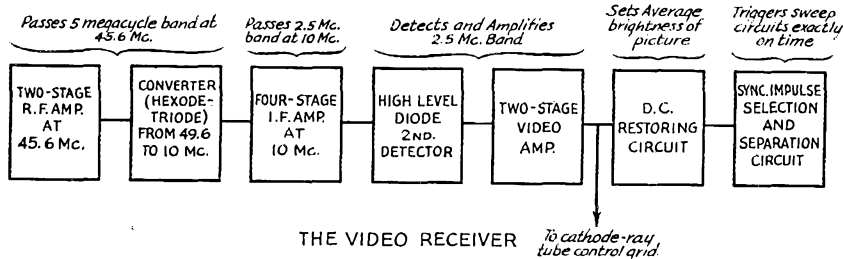 Passes 5 megacycle band at
45.6 Mc.
Passes 2.5 Mc.
band at 10 Mc.
Detects and Amplifies
2.5 Mc. Band
Sets Average
brightness of
picture
Triggers sweep
circuits exactly
on time
TWO-STAGE
R.F. AMP.
AT
45.6 Mc.
CONVERTER
(HEXODE-
TRIODE)
FROM 49.6
TO 10 MC.
FOUR-STAGE
I.F. AMP.
AT
10 Mc.
HIGH LEVEL
DIODE
2ND.
DETECTOR
TWO-STAGE
VIDEO
AMP.
D.C.
RESTORING
CIRCUIT
SYNC. IMPULSE
SELECTION
AND
SEPARATION
CIRCUIT
THE VIDEO RECEIVER
To cathode-ray
tube control grid.